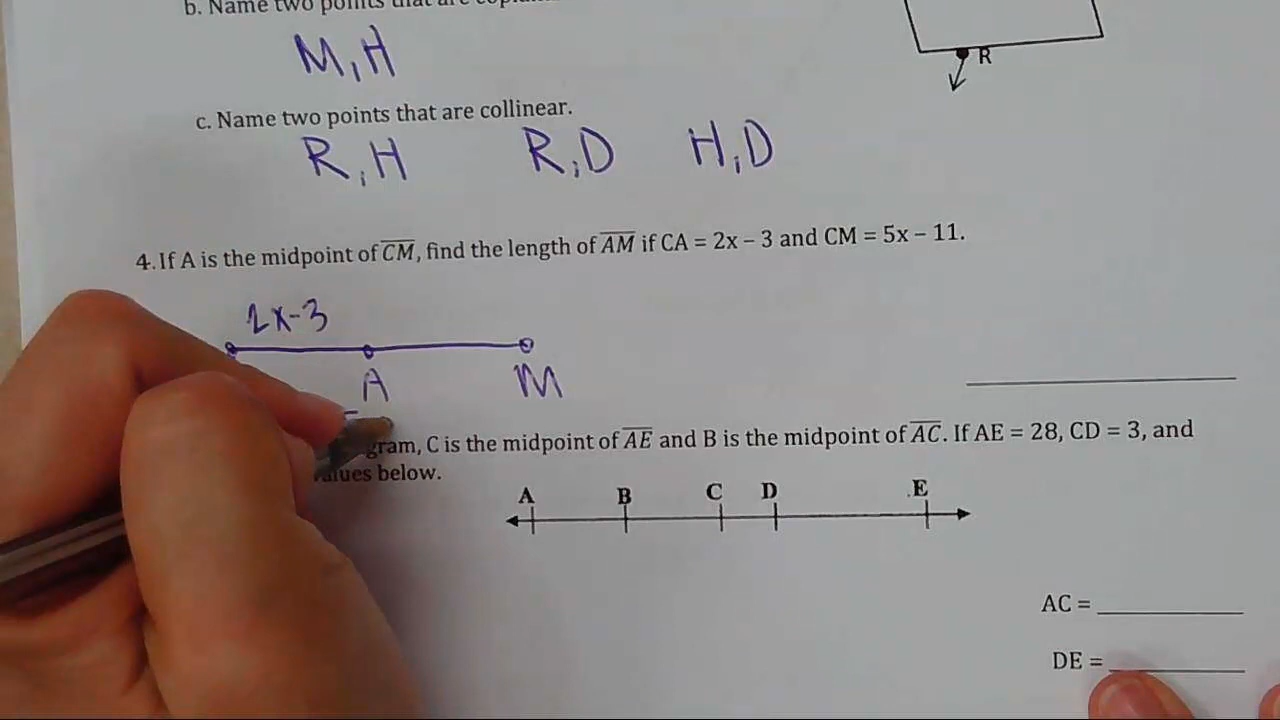 b. Name two points that are
M, H
R
c. Name two points that are collinear.
R, H R, D H, D
4. If A is the midpoint of CM, find the length of AM if CA = 2x – 3 and CM = 5x – 11.
2x-3
A M
gram, C is the midpoint of AE and B is the midpoint of AC. If AE = 28, CD = 3, and
values below.
A B C D E
AC =
DE =